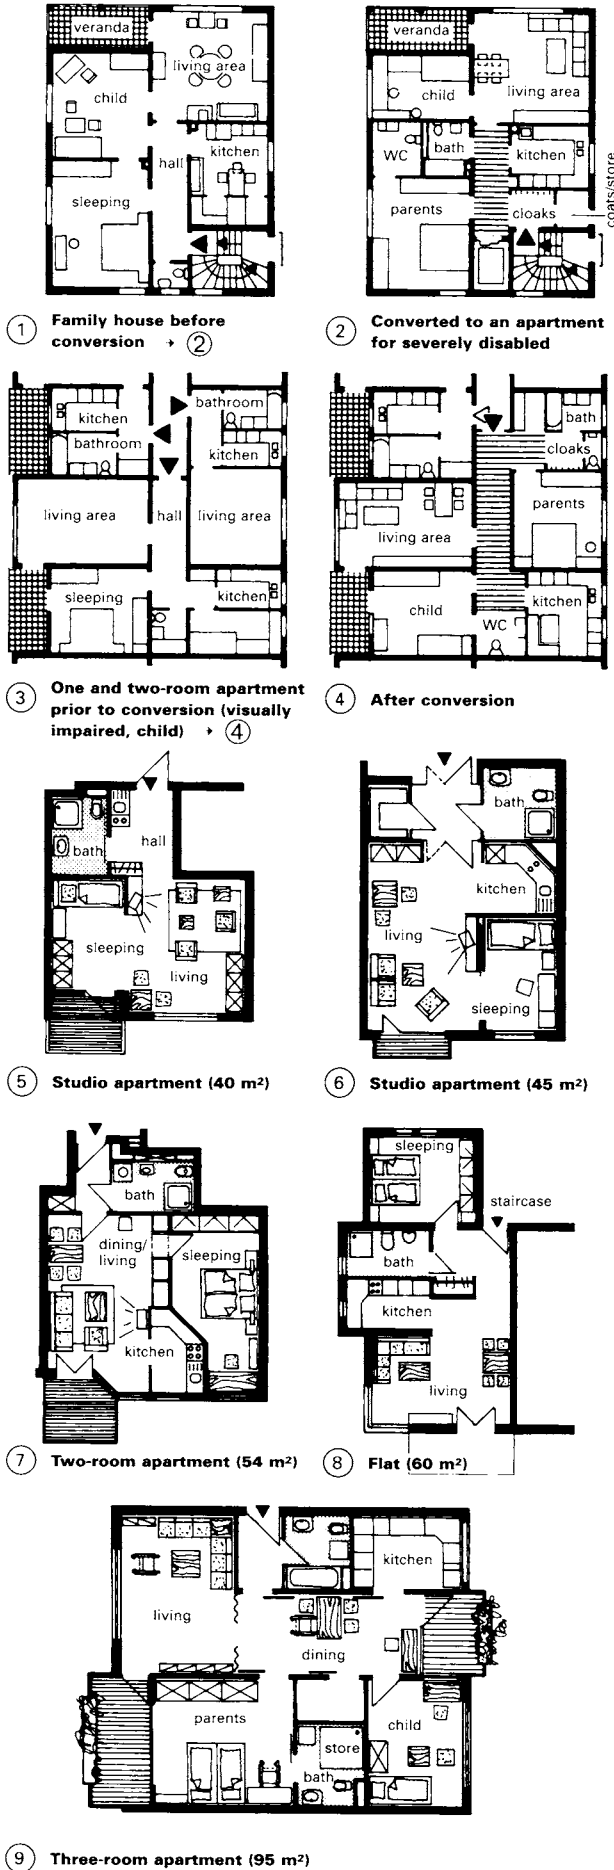 veranda
living area
child
hall
kitchen
sleeping
1 Family house before
conversion → 2
veranda
child
living area
WC
bath
kitchen
parents
cloaks
coats/store
2 Converted to an apartment
for severely disabled
kitchen
bathroom
bathroom
kitchen
living area
hall
living area
sleeping
kitchen
3 One and two-room apartment
prior to conversion (visually
impaired, child) → 4
bath
cloaks
parents
living area
child
WC
kitchen
4 After conversion
bath
hall
sleeping
living
5 Studio apartment (40 m²)
bath
kitchen
living
sleeping
6 Studio apartment (45 m²)
bath
dining/
living
sleeping
kitchen
7 Two-room apartment (54 m²)
sleeping
staircase
bath
kitchen
living
8 Flat (60 m²)
kitchen
living
dining
parents
store
child
bath
9 Three-room apartment (95 m²)